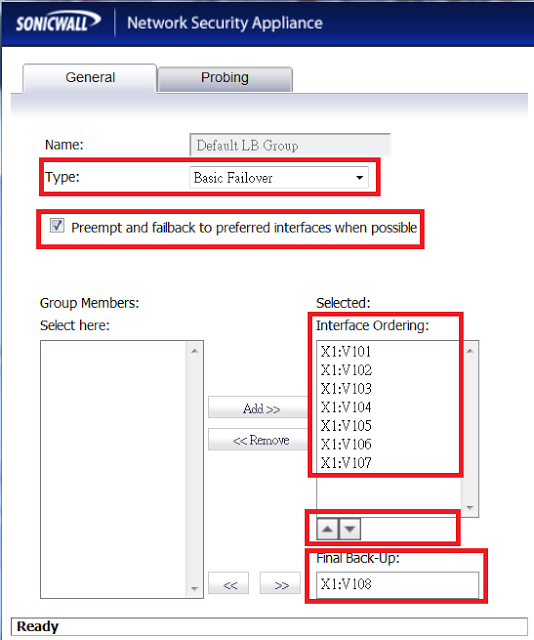 SONICWALL Network Security Appliance
General Probing
Name: Default LB Group
Type: Basic Failover
Preempt and failback to preferred interfaces when possible
Group Members: Selected:
Select here: Interface Ordering:
X1:V101
X1:V102
X1:V103
X1:V104
X1:V105
X1:V106
X1:V107
Add >>
<< Remove
Final Back-Up:
<< >> X1:V108
Ready